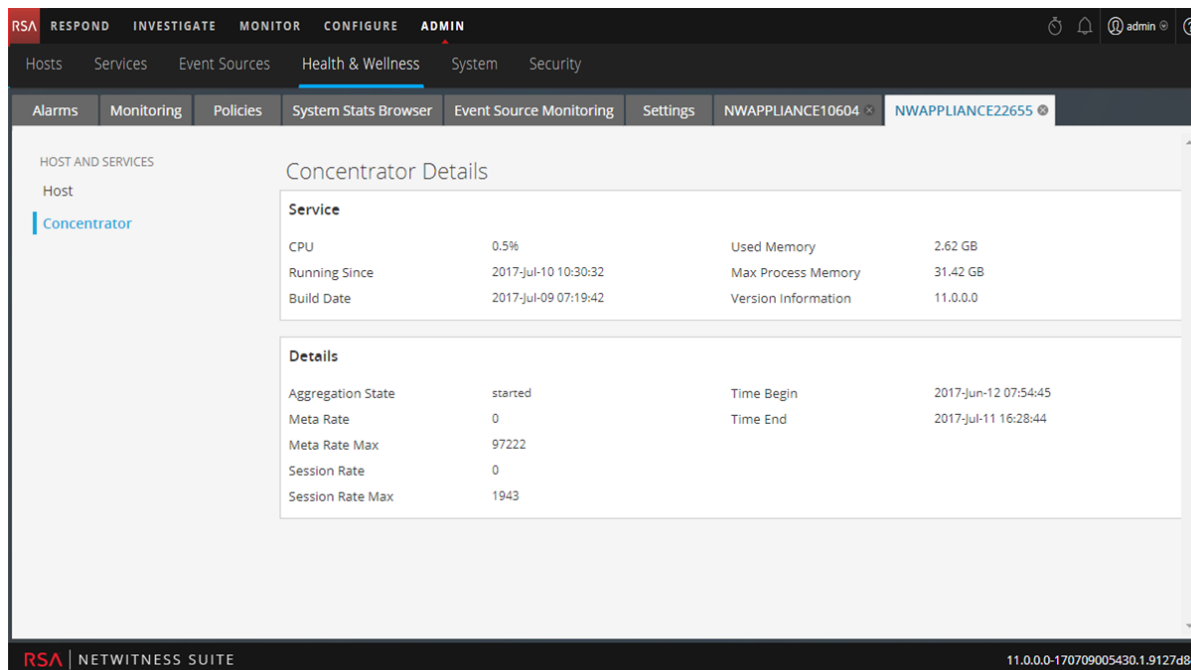 RSA RESPOND INVESTIGATE MONITOR CONFIGURE ADMIN admin
Hosts Services Event Sources Health & Wellness System Security
Alarms Monitoring Policies System Stats Browser Event Source Monitoring Settings NWAPPLIANCE10604 NWAPPLIANCE22655
HOST AND SERVICES
Host
Concentrator
Concentrator Details
Service
CPU 0.5% Used Memory 2.62 GB
Running Since 2017-Jul-10 10:30:32 Max Process Memory 31.42 GB
Build Date 2017-Jul-09 07:19:42 Version Information 11.0.0.0
Details
Aggregation State started Time Begin 2017-Jun-12 07:54:45
Meta Rate 0 Time End 2017-Jul-11 16:28:44
Meta Rate Max 97222
Session Rate 0
Session Rate Max 1943
RSA NETWITNESS SUITE 11.0.0.0-170709005430.1.9127d8